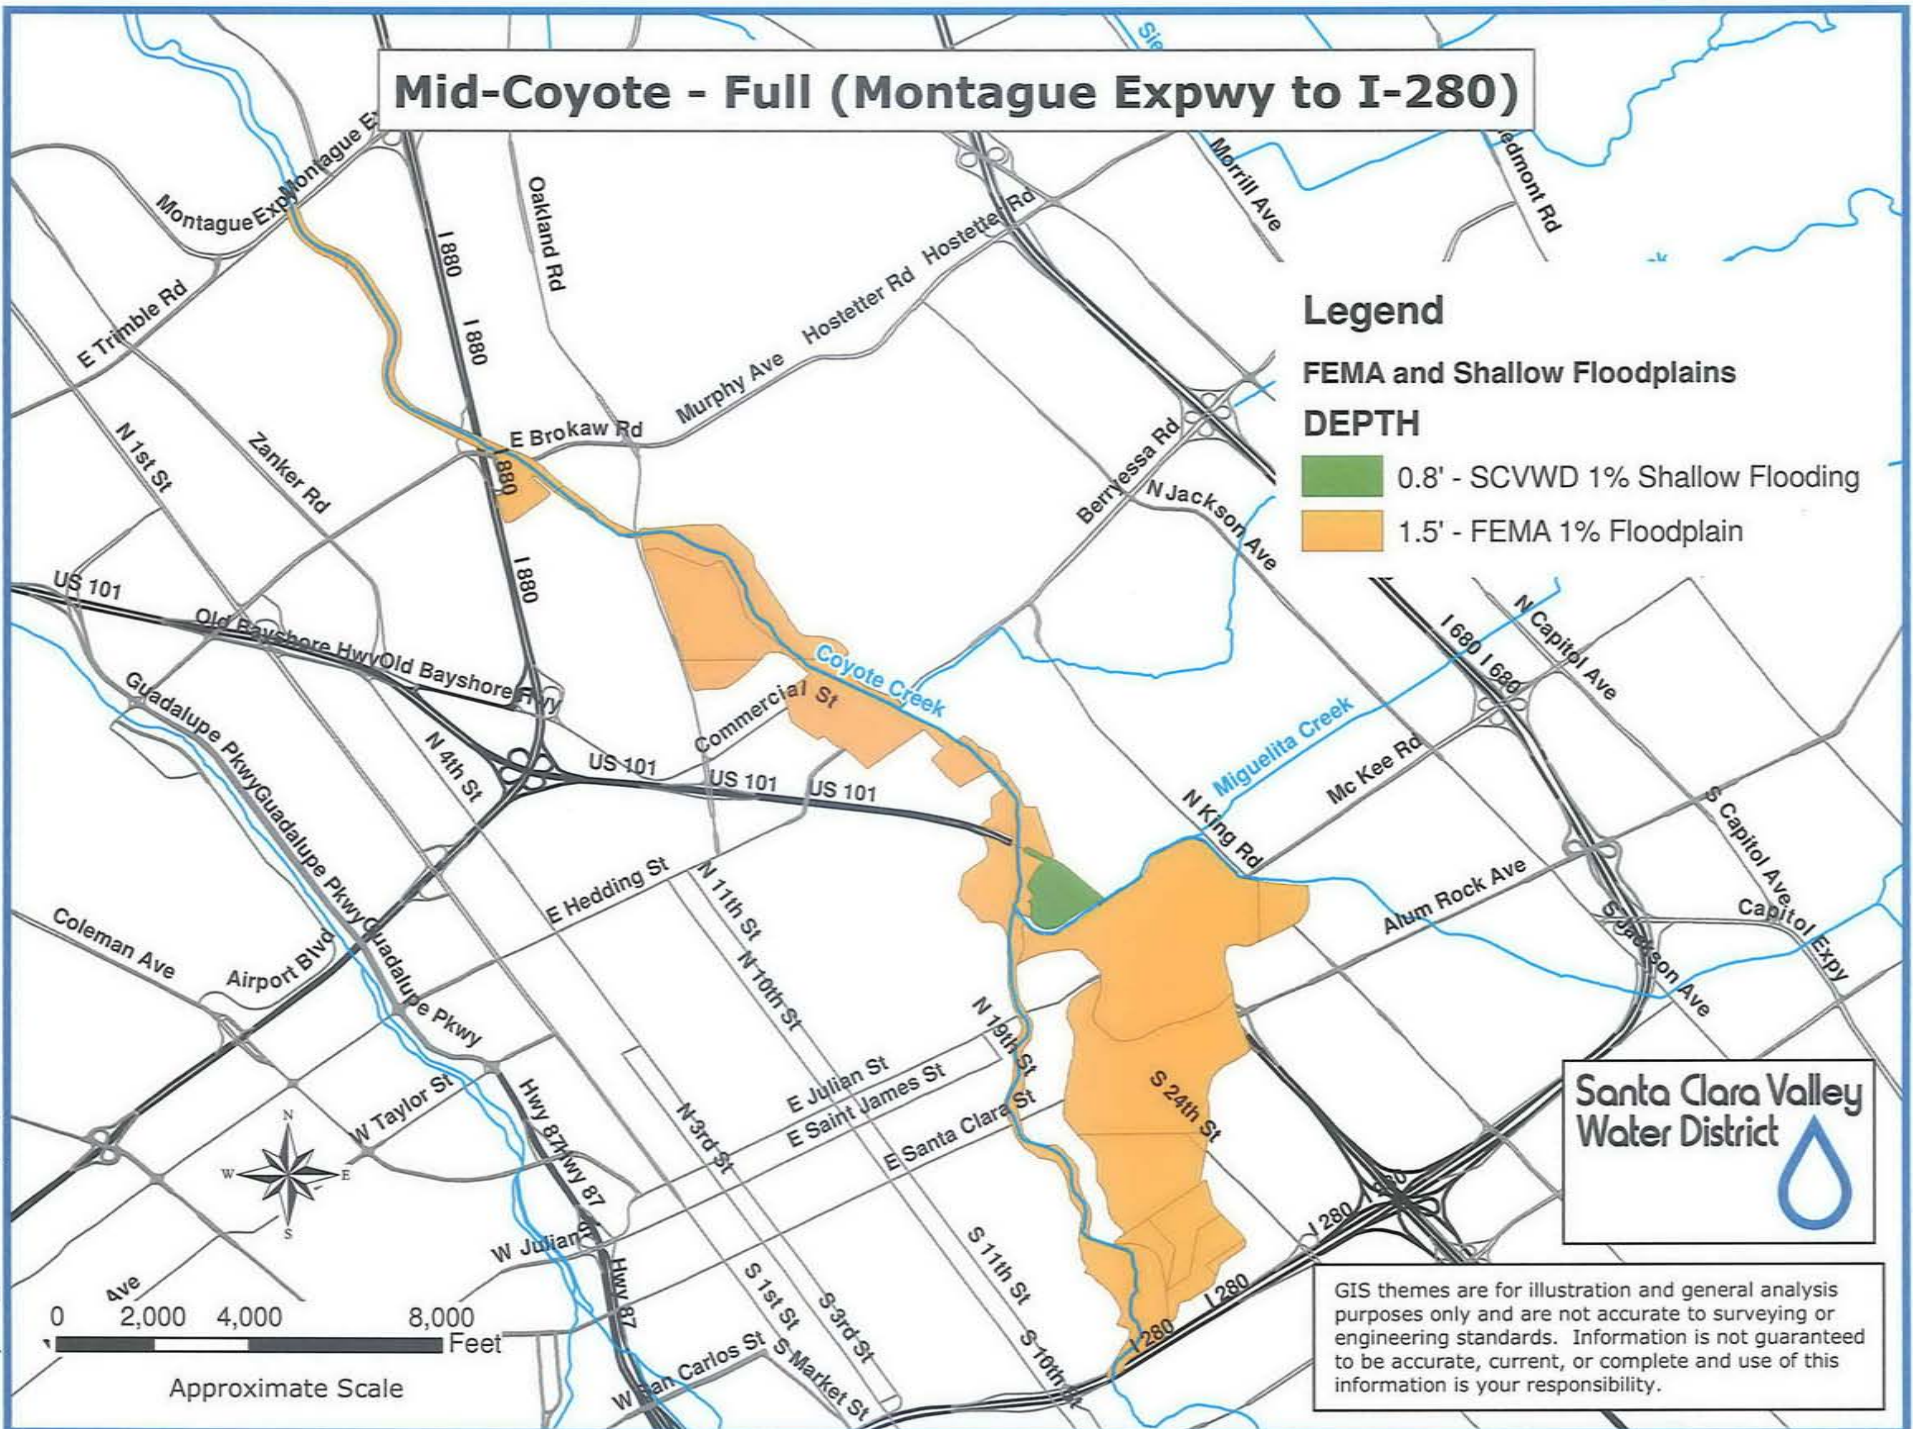 Sie
Mid-Coyote - Full (Montague Expwy to I-280)
Montague Ex
Montague Expy
E Trimble Rd
I 880
I 880
Oakland Rd
Hostetter Rd
Hostetter Rd
Murphy Ave
E Brokaw Rd
I 880
I 880
Morrill Ave
edmont Rd
Legend
FEMA and Shallow Floodplains
DEPTH
0.8' - SCVWD 1% Shallow Flooding
1.5' - FEMA 1% Floodplain
Berryessa Rd
N Jackson Ave
N 1st St
Zanker Rd
US 101
Old Bayshore Hwy
Old Bayshore Hwy
Guadalupe Pkwy
Guadalupe Pkwy
Guadalupe Pkwy
N 4th St
US 101
US 101
US 101
Commercial St
Coyote Creek
Miguelita Creek
Mc Kee Rd
N King Rd
I 680
I 680
N Capitol Ave
S Capitol Ave
Capitol Expy
Alum Rock Ave
S Jackson Ave
E Hedding St
N 11th St
N 10th St
Coleman Ave
Airport Blvd
W Taylor St
Hwy 87
Hwy 87
Hwy 87
N 3rd St
E Julian St
E Saint James St
E Santa Clara St
N 19th St
S 24th St
W Julian
S 11th St
S 10th St
S 1st St
S 3rd St
S Market St
W San Carlos St
I 280
I 280
I 280
280
N
W
E
S
Ave
0 2,000 4,000 8,000
Feet
Approximate Scale
Santa Clara Valley
Water District
GIS themes are for illustration and general analysis
purposes only and are not accurate to surveying or
engineering standards. Information is not guaranteed
to be accurate, current, or complete and use of this
information is your responsibility.